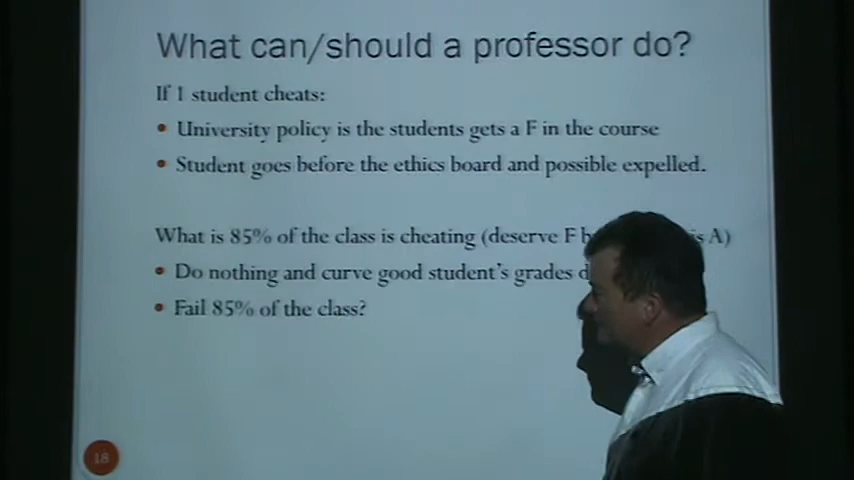 What can/should a professor do?
If 1 student cheats:
• University policy is the students gets a F in the course
• Student goes before the ethics board and possible expelled.
What is 85% of the class is cheating (deserve F is A)
• Do nothing and curve good student's grades
• Fail 85% of the class?
18